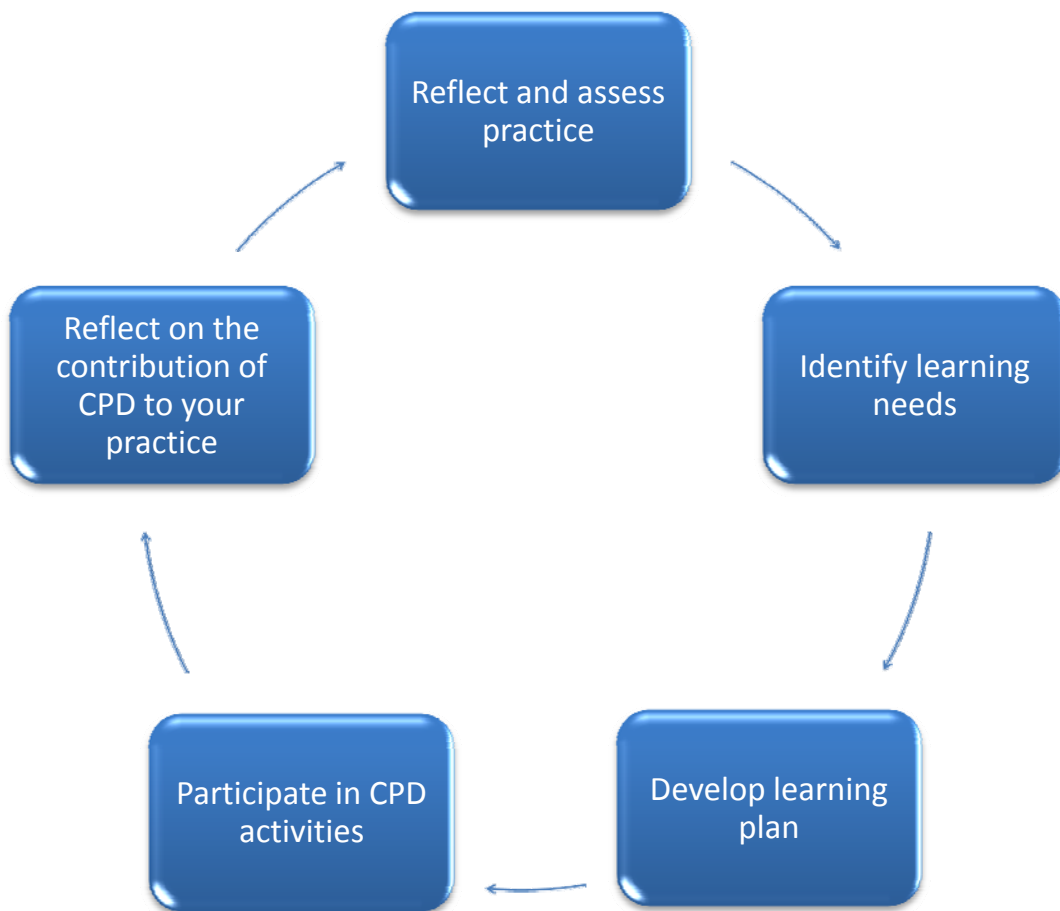 Reflect and assess
practice
Identify learning
needs
Develop learning
plan
Participate in CPD
activities
Reflect on the
contribution of
CPD to your
practice